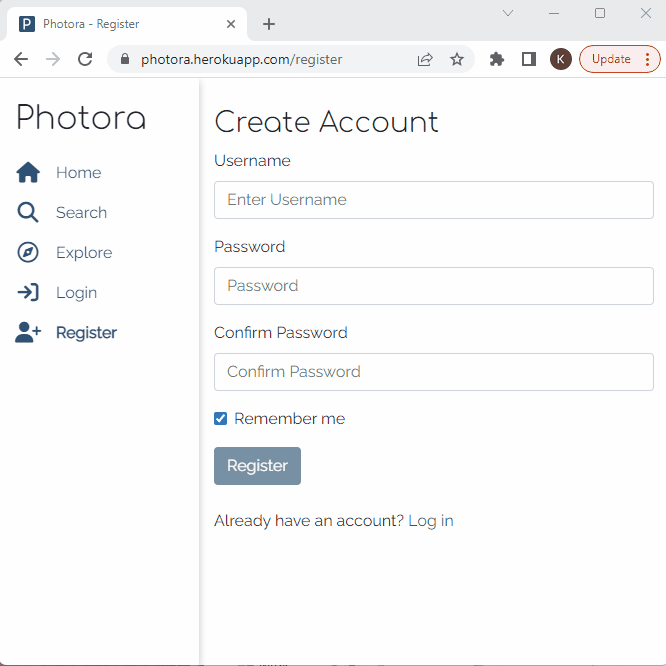 Photora - Register
photora.herokuapp.com/register
K
Update
Photora
Home
Search
Explore
Login
Register
Create Account
Username
Enter Username
Password
Password
Confirm Password
Confirm Password
Remember me
Register
Already have an account? Log in